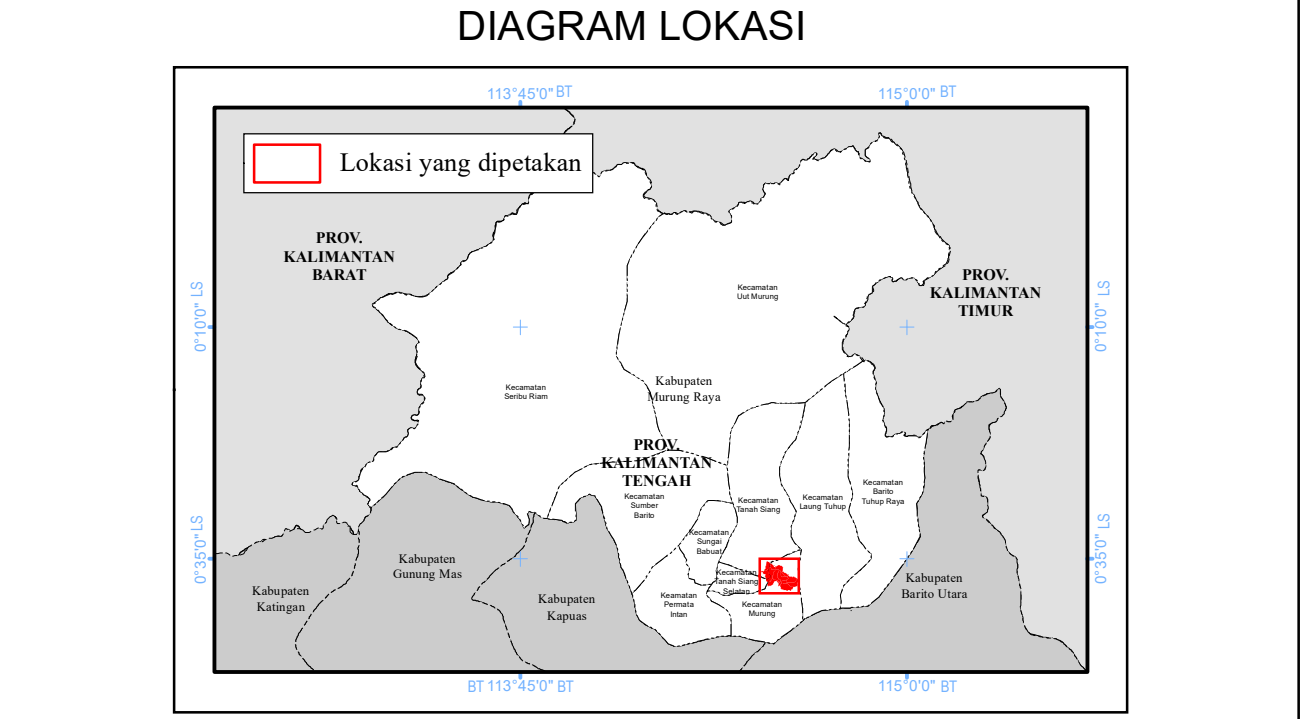 DIAGRAM LOKASI
113°45'0" BT
115°0'0" BT
Lokasi yang dipetakan
PROV.
KALIMANTAN
BARAT
PROV.
KALIMANTAN
TIMUR
Kecamatan
Uut Murung
0°10'0" LS
0°10'0" LS
Kecamatan
Seribu Riam
Kabupaten
Murung Raya
PROV.
KALIMANTAN
TENGAH
Kecamatan
Sumber
Barito
Kecamatan
Tanah Siang
Kecamatan
Laung Tuhup
Kecamatan
Barito
Tuhup Raya
Kecamatan
Sungai
Babuat
0°35'0" LS
0°35'0" LS
Kabupaten
Gunung Mas
Kecamatan
Tanah Siang
Selatan
Kabupaten
Barito Utara
Kabupaten
Katingan
Kabupaten
Kapuas
Keamatan
Permata
Intan
Kecamatan
Murung
BT 113°45'0" BT
115°0'0" BT